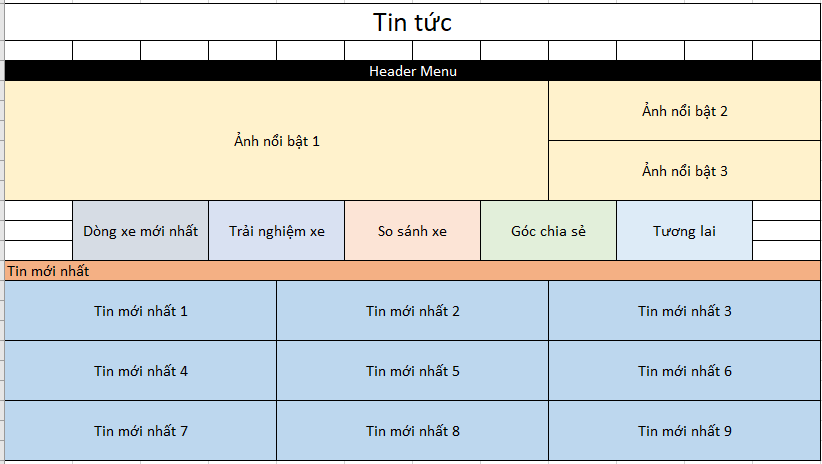 Tin tức
Header Menu
Ảnh nổi bật 1
Ảnh nổi bật 2
Ảnh nổi bật 3
Dòng xe mới nhất
Trải nghiệm xe
So sánh xe
Góc chia sẻ
Tương lai
Tin mới nhất
Tin mới nhất 1
Tin mới nhất 2
Tin mới nhất 3
Tin mới nhất 4
Tin mới nhất 5
Tin mới nhất 6
Tin mới nhất 7
Tin mới nhất 8
Tin mới nhất 9